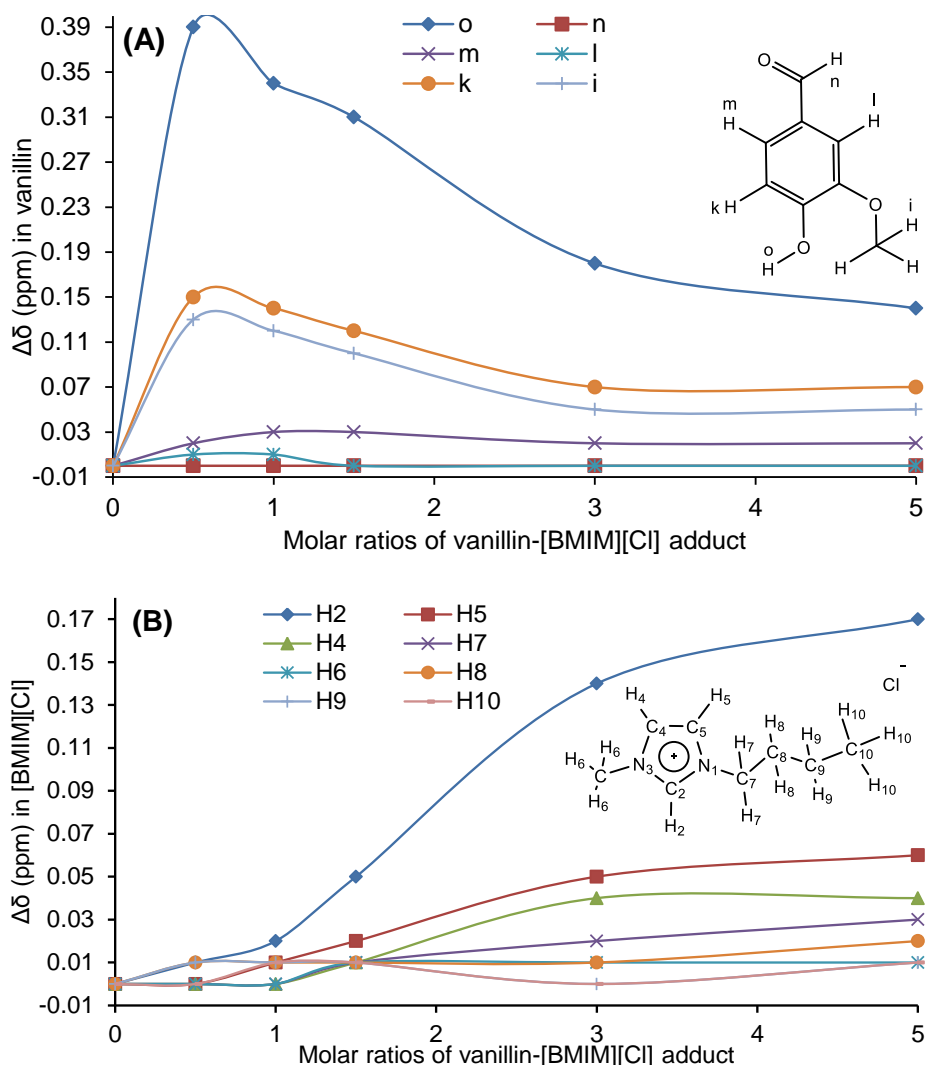 (A)
o n
m l
k i
0.39
0.35
0.31
0.27
0.23
0.19
0.15
0.11
0.07
0.03
-0.01
Δδ (ppm) in vanillin
0 1 2 3 4 5
Molar ratios of vanillin-[BMIM][Cl] adduct
O H
n
m l
H H
k H O i
H
o O
H H H
(B)
H2 H5
H4 H7
H6 H8
H9 H10
0.17
0.15
0.13
0.11
0.09
0.07
0.05
0.03
0.01
-0.01
Δδ (ppm) in [BMIM][Cl]
0 1 2 3 4 5
Molar ratios of vanillin-[BMIM][Cl] adduct
Cl-
H4 H5 H10
C4 C5 H7 H8 H9 C10 H10
H6 H6 C8
H6 C N3 + N1 C7 C9 H10
H6 C2 H8 H9
H2 H7